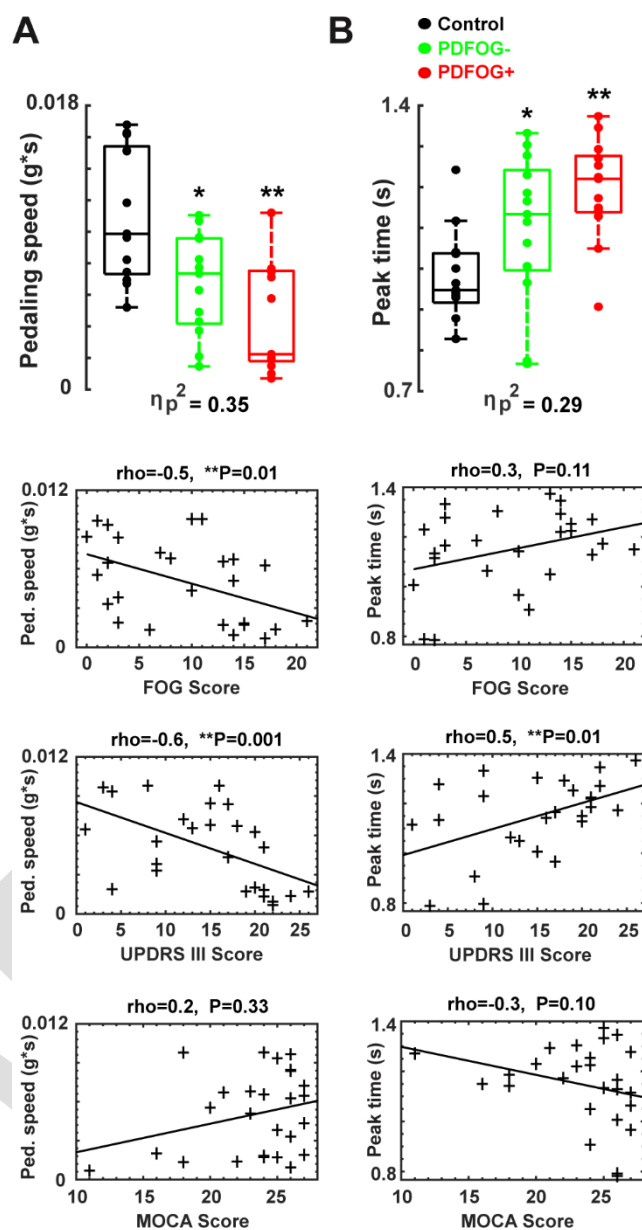 A
B
Control
PDFOG-
PDFOG+
0.018
Pedaling speed (g*s)
0
*
**
ηp2 = 0.35
1.4
Peak time (s)
0.7
*
**
ηp2 = 0.29
rho=-0.5, **P=0.01
0.012
Ped. speed (g*s)
0
0 5 10 15 20
FOG Score
rho=0.3, P=0.11
1.4
Peak time (s)
0.8
0 5 10 15 20
FOG Score
rho=-0.6, **P=0.001
0.012
Ped. speed (g*s)
0
0 5 10 15 20 25
UPDRS III Score
rho=0.5, **P=0.01
1.4
Peak time (s)
0.8
0 5 10 15 20 25
UPDRS III Score
rho=0.2, P=0.33
0.012
Ped. speed (g*s)
0
10 15 20 25
MOCA Score
rho=-0.3, P=0.10
1.4
Peak time (s)
0.8
10 15 20 25
MOCA Score